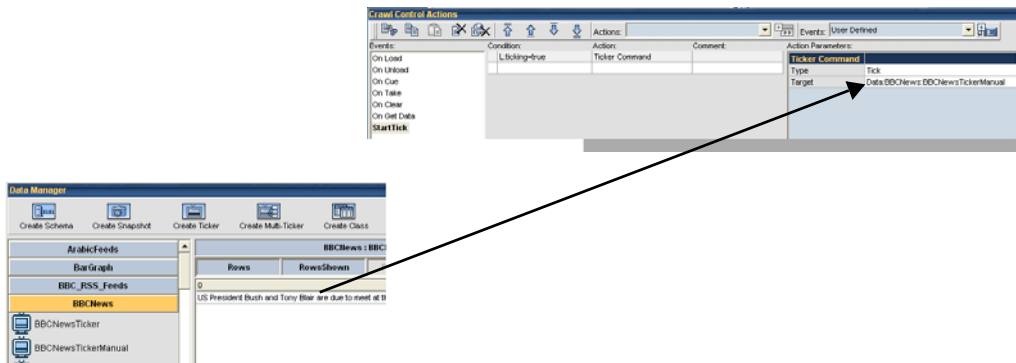 Crawl Control Actions
Actions: Events: User Defined
Events: Condition: Action: Comment: Action Parameters:
On Load L:ticking=true Ticker Command Ticker Command
On Unload Type Tick
On Cue Target Data:BBCNews:BBCNewsTickerManual
On Take
On Clear
On Get Data
StartTick
Data Manager
Create Schema Create Snapshot Create Ticker Create Multi-Ticker Create Class
ArabicFeeds BBCNews : BBC
BarGraph Rows RowsShown
BBC_RSS_Feeds 0
BBCNews US President Bush and Tony Blair are due to meet at
BBCNewsTicker
BBCNewsTickerManual